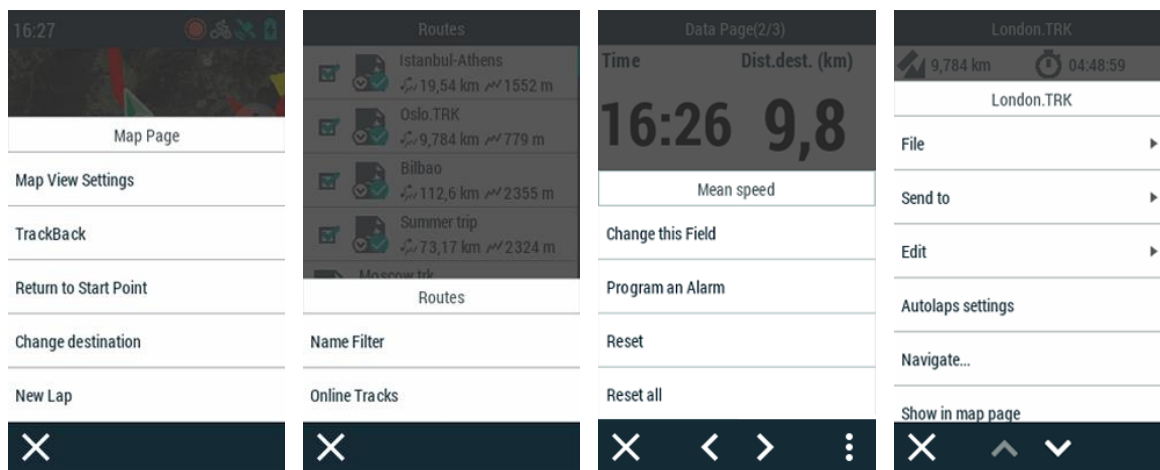 16:27
Map Page
Map View Settings
TrackBack
Return to Start Point
Change destination
New Lap
Routes
Istanbul-Athens
19,54 km 1552 m
Oslo.TRK
9,784 km 779 m
Bilbao
112,6 km 2355 m
Summer trip
73,17 km 2324 m
Moscow.trk
Routes
Name Filter
Online Tracks
Data Page(2/3)
Time Dist.dest. (km)
16:26 9,8
Mean speed
Change this Field
Program an Alarm
Reset
Reset all
London.TRK
9,784 km 04:48:59
London.TRK
File
Send to
Edit
Autolaps settings
Navigate...
Show in map page